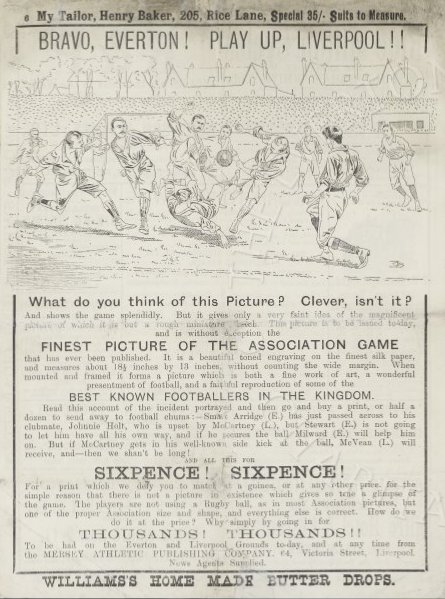 6 My Tailor, Henry Baker, 205, Rice Lane, Special 35/- Suits to Measure.
BRAVO, EVERTON! PLAY UP, LIVERPOOL!!
What do you think of this Picture? Clever, isn't it?
And shows the game splendidly. But it gives only a very faint idea of the magnificent
picture of which it is but a rough miniature sketch. This picture is to be issued to-day,
and is without exception the
FINEST PICTURE OF THE ASSOCIATION GAME
that has ever been published. It is a beautiful toned engraving on the finest silk paper,
and measures about 18½ inches by 13 inches, without counting the wide margin. When
mounted and framed it forms a picture which is both a fine work of art, a wonderful
presentment of football, and a faithful reproduction of some of the
BEST KNOWN FOOTBALLERS IN THE KINGDOM.
Read this account of the incident portrayed and then go and buy a print, or half a
dozen to send away to football chums:—Smart Arridge (E.) has just passed across to his
clubmate, Johnnie Holt, who is upset by McCartney (L.), but Stewart (E.) is not going
to let him have all his own way, and if he secures the ball Milward (E.) will help him
on. But if McCartney gets in his well-known side kick at the ball, McVean (L.) will
receive, and—then we shan't be long!
AND ALL THIS FOR
SIXPENCE! SIXPENCE!
For a print which we defy you to match at a guinea, or at any other price, for the
simple reason that there is not a picture in existence which gives so true a glimpse of
the game. The players are not using a Rugby ball, as in most Association pictures, but
one of the proper Association size and shape, and everything else is correct. How do we
do it at the price? Why simply by going in for
THOUSANDS! THOUSANDS!!
To be had on the Everton and Liverpool Grounds to-day, and at any time from
the MERSEY ATHLETIC PUBLISHING COMPANY, 64, Victoria Street, Liverpool.
News Agents Supplied.
WILLIAMS'S HOME MADE BUTTER DROPS.